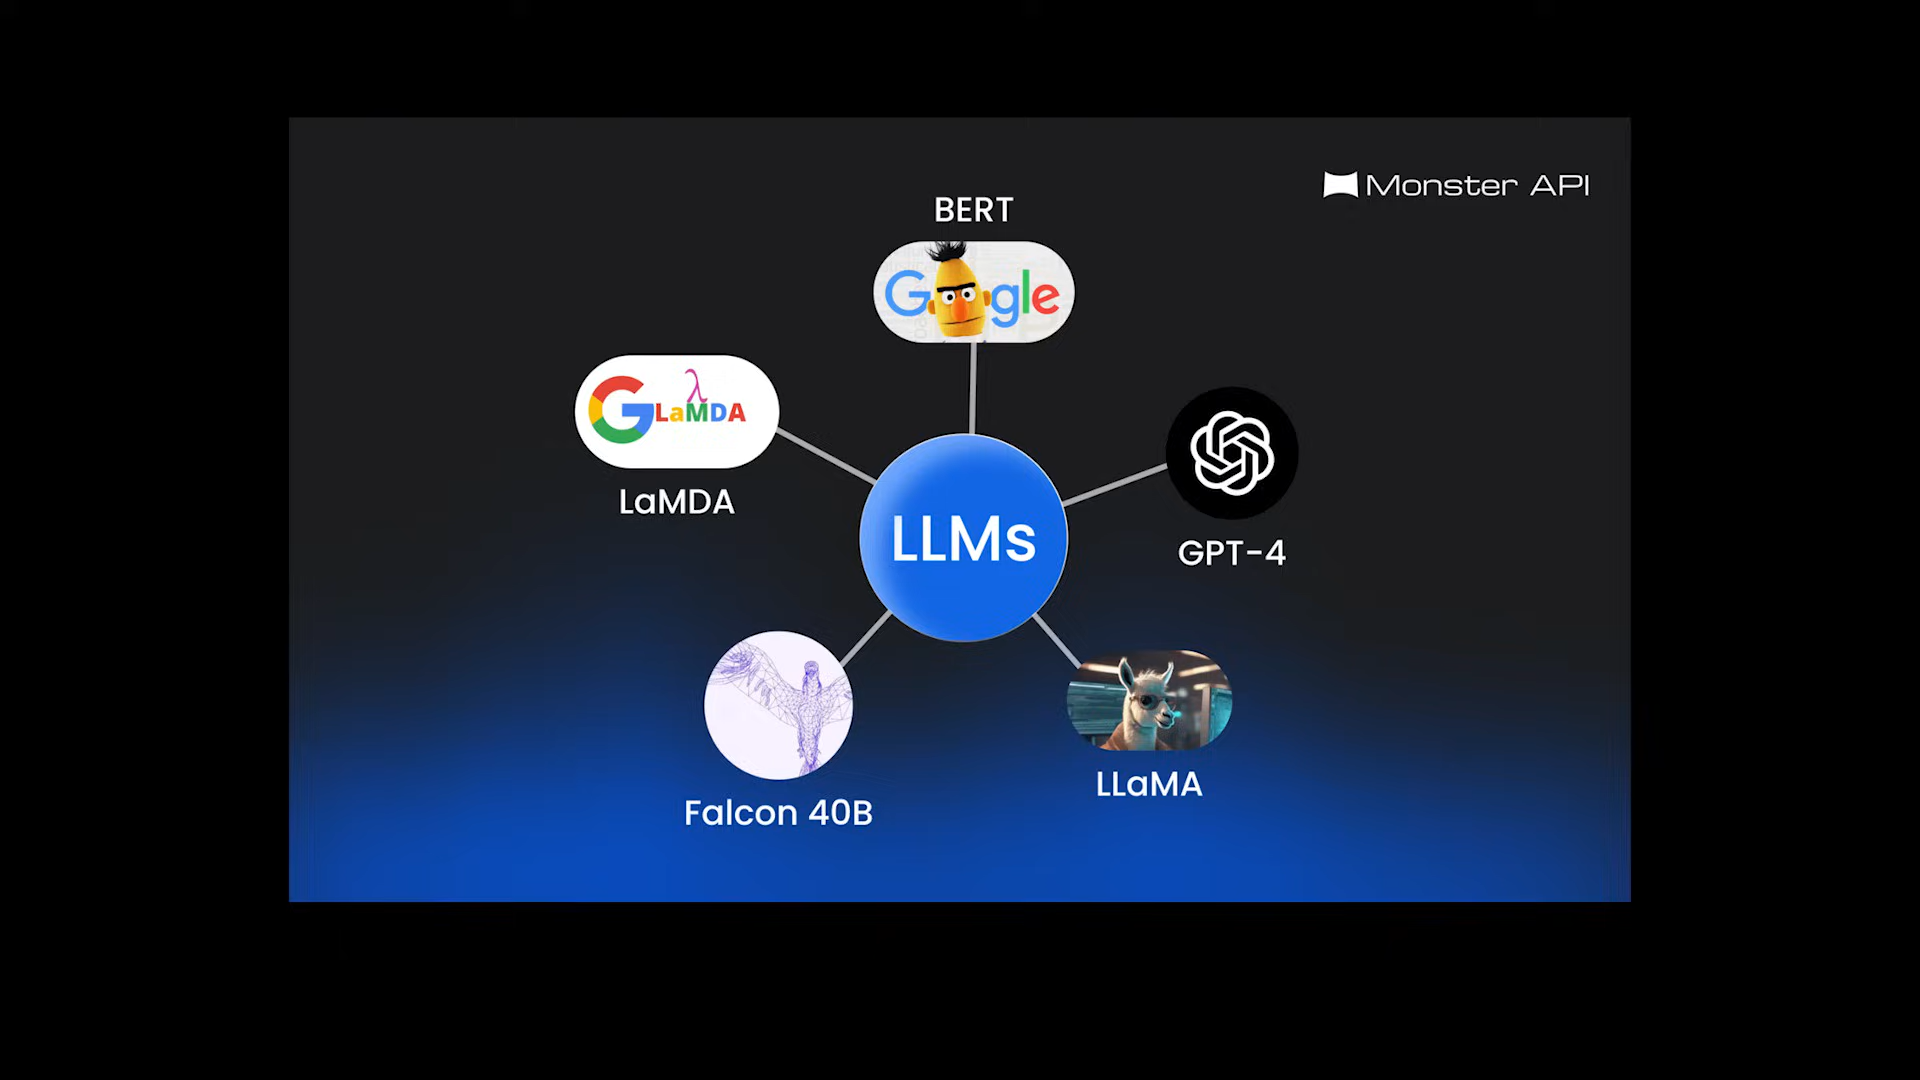 Monster API
BERT
Google
LaMDA
LaMDA
GPT-4
LLMs
Falcon 40B
LLaMA